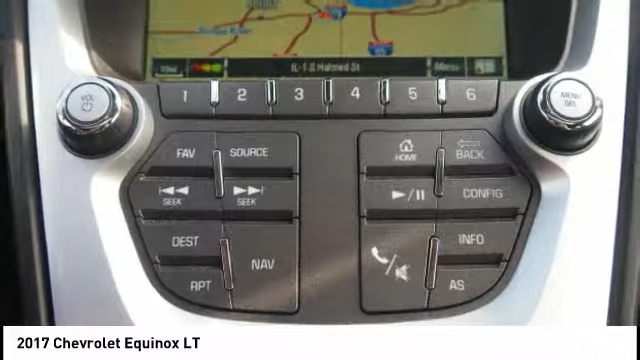 IL-1 S Halsted St
Menu
VOL
1 2 3 4 5 6
MENU
SEL
FAV
SOURCE
HOME
BACK
SEEK
SEEK
CONFIG
DEST
NAV
INFO
RPT
AS
2017 Chevrolet Equinox LT